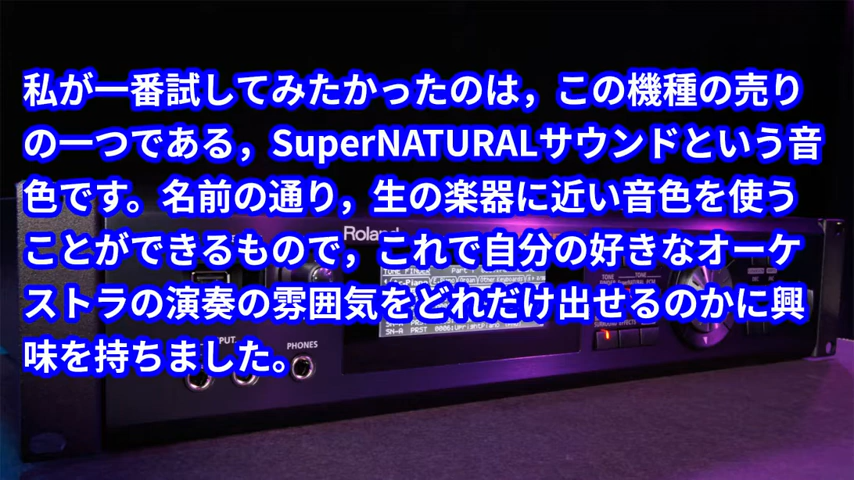 私が一番試してみたかったのは，この機種の売り
の一つである，SuperNATURALサウンドという音
色です。名前の通り，生の楽器に近い音色を使う
ことができるもので，これで自分の好きなオーケ
ストラの演奏の雰囲気をどれだけ出せるのかに興
味を持ちました。
Roland
PHONES